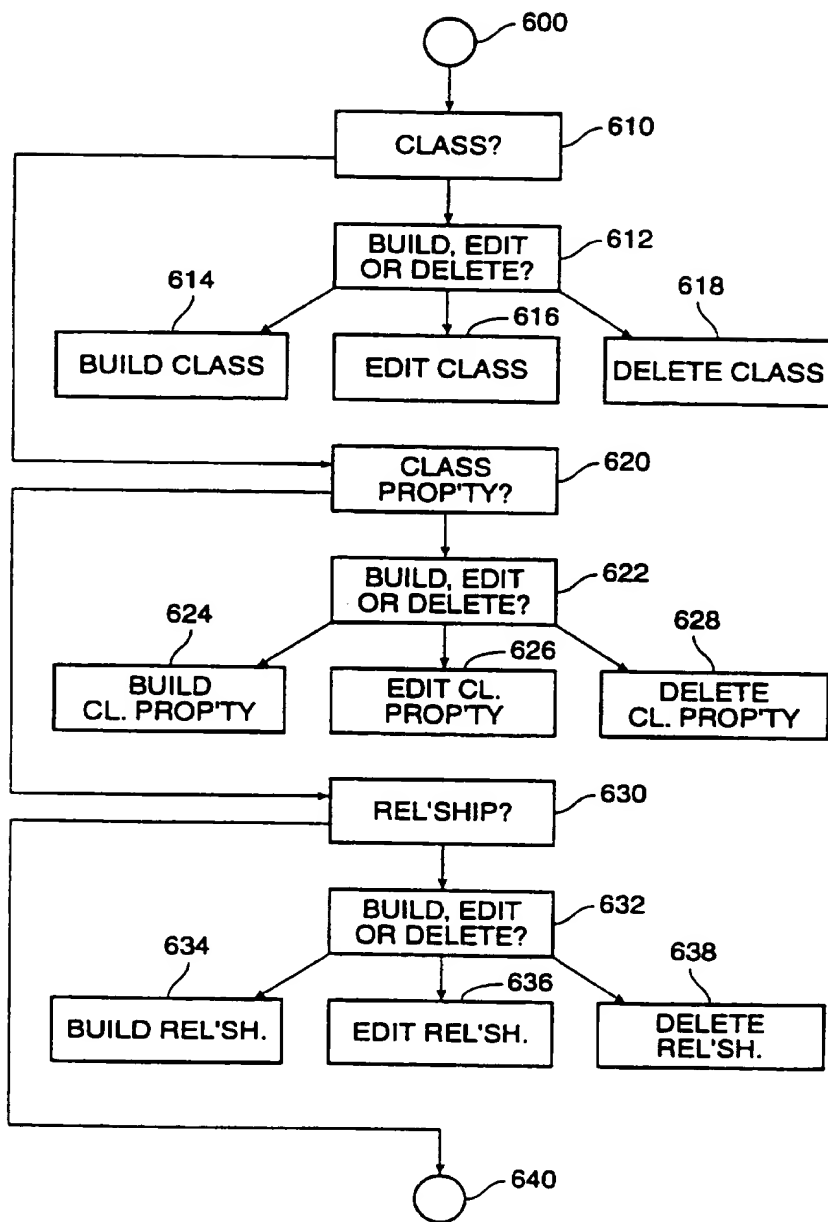 600
CLASS?
610
BUILD, EDIT
OR DELETE?
612
614
616
618
BUILD CLASS
EDIT CLASS
DELETE CLASS
CLASS
PROP'TY?
620
BUILD, EDIT
OR DELETE?
622
624
626
628
BUILD
CL. PROP'TY
EDIT CL.
PROP'TY
DELETE
CL. PROP'TY
REL'SHIP?
630
BUILD, EDIT
OR DELETE?
632
634
636
638
BUILD REL'SH.
EDIT REL'SH.
DELETE
REL'SH.
640